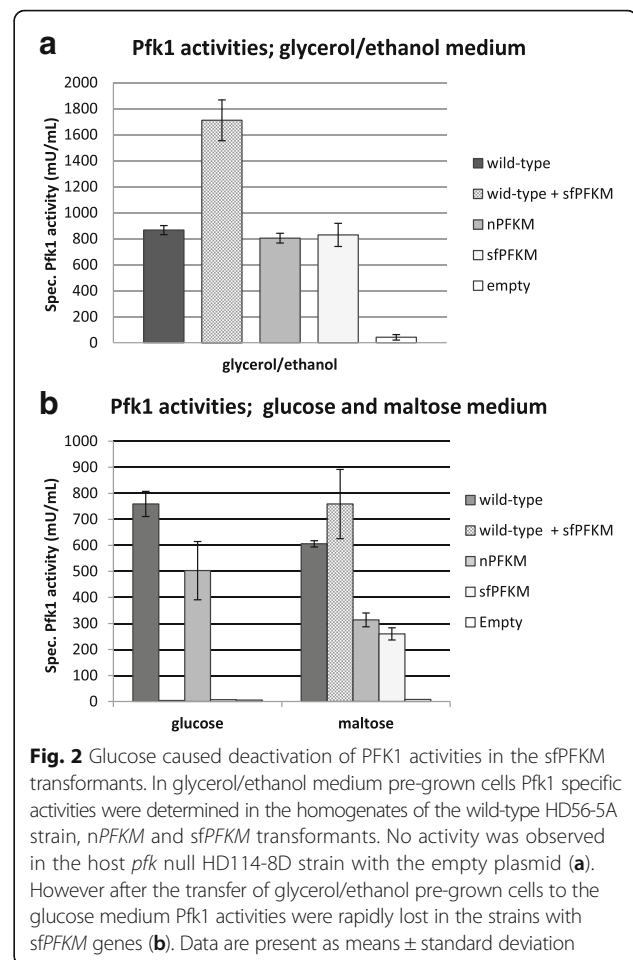 a
Pfk1 activities; glycerol/ethanol medium
Spec. Pfk1 activity (mU/mL)
2000
1800
1600
1400
1200
1000
800
600
400
200
0
glycerol/ethanol
wild-type
wid-type + sfPFKM
nPFKM
sfPFKM
empty
b
Pfk1 activities; glucose and maltose medium
Spec. Pfk1 activity (mU/mL)
1000
900
800
700
600
500
400
300
200
100
0
glucose
maltose
wild-type
wild-type + sfPFKM
nPFKM
sfPFKM
Empty
Fig. 2 Glucose caused deactivation of PFK1 activities in the sfPFKM
transformants. In glycerol/ethanol medium pre-grown cells Pfk1 specific
activities were determined in the homogenates of the wild-type HD56-5A
strain, nPFKM and sfPFKM transformants. No activity was observed
in the host pfk null HD114-8D strain with the empty plasmid (a).
However after the transfer of glycerol/ethanol pre-grown cells to the
glucose medium Pfk1 activities were rapidly lost in the strains with
sfPFKM genes (b). Data are present as means ± standard deviation